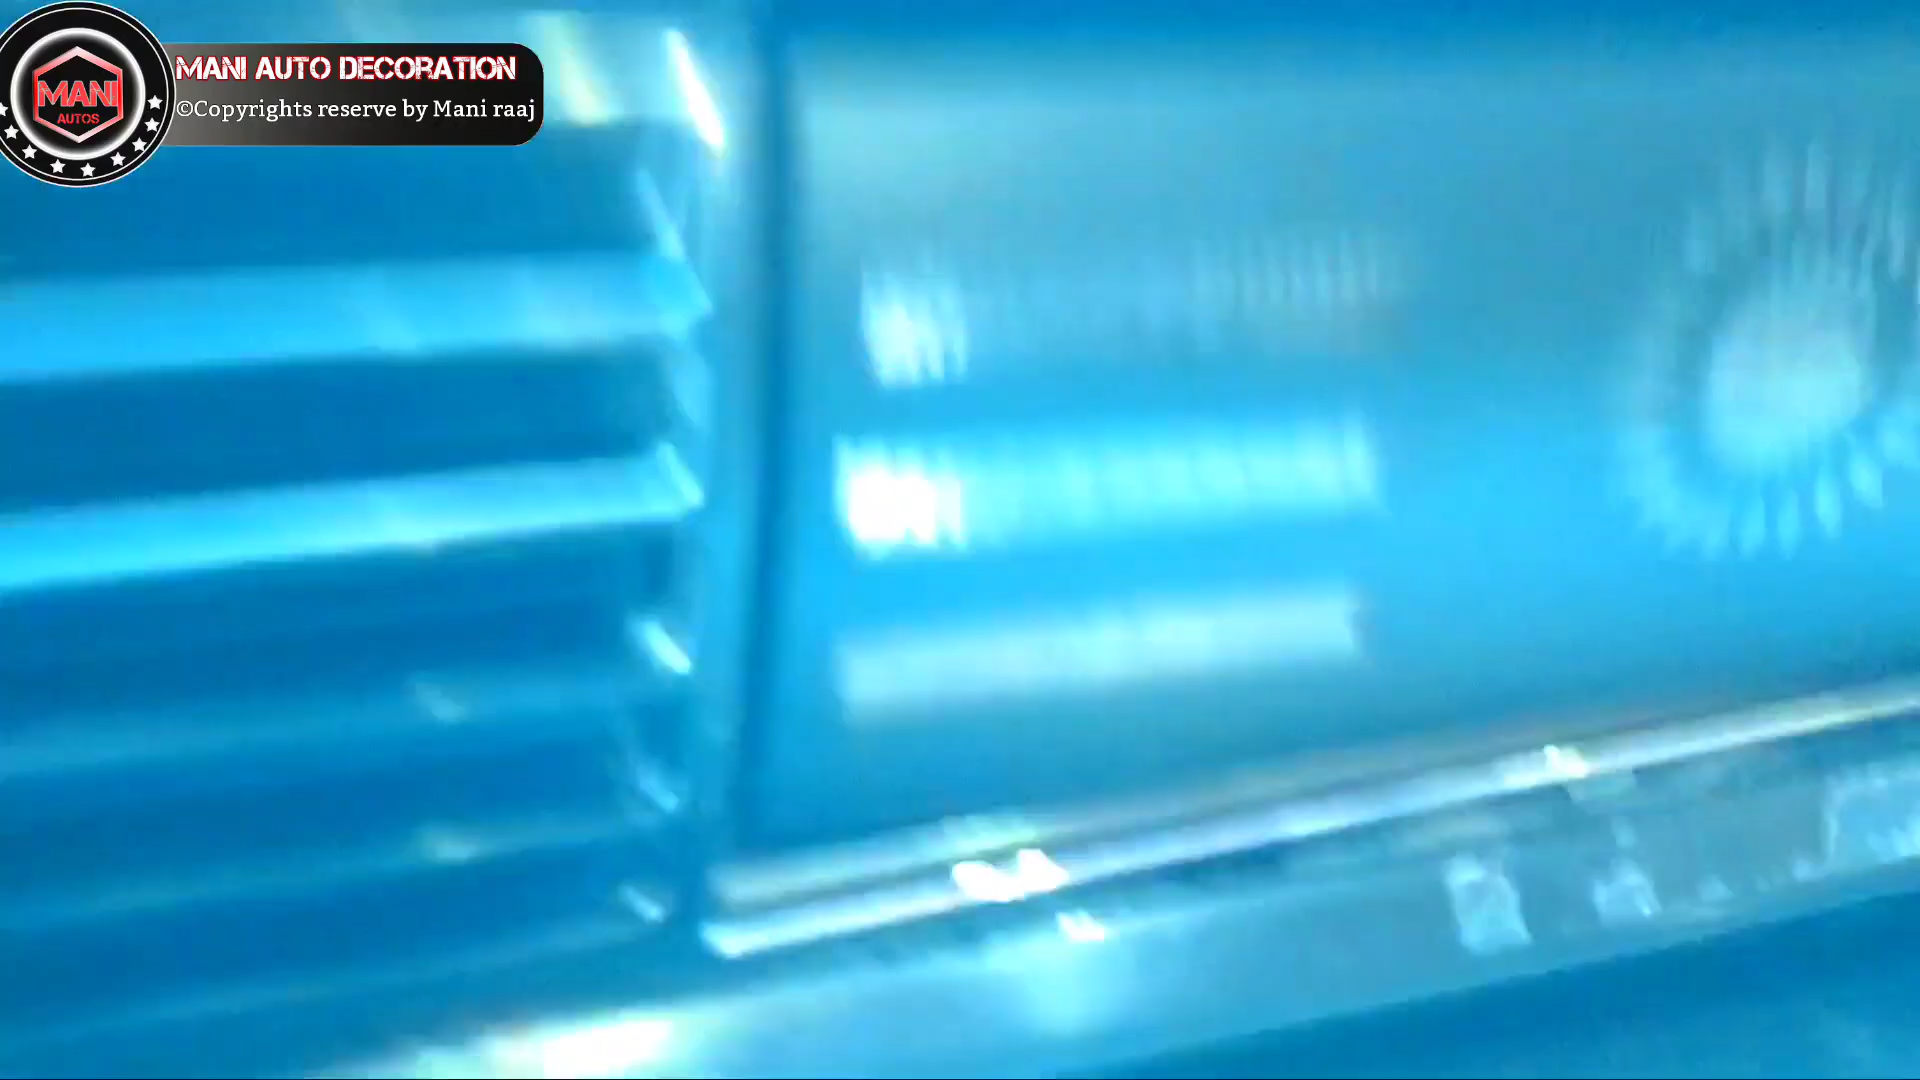 MANI AUTO DECORATION
©Copyrights reserve by Mani raaj
MANI
AUTOS